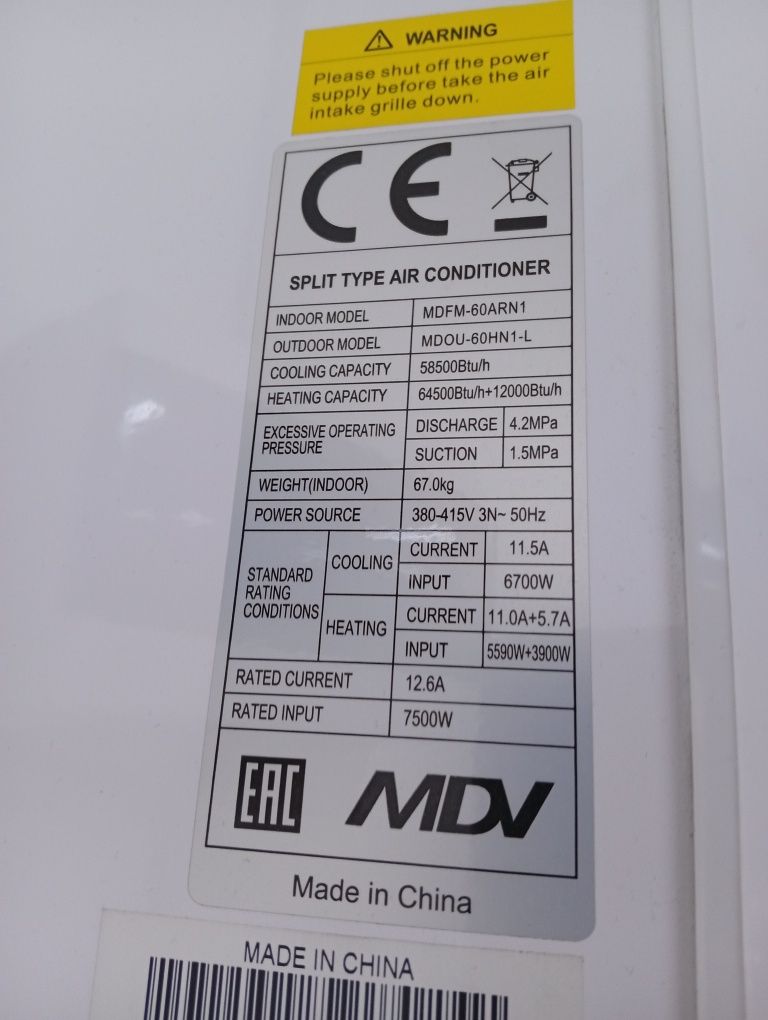 WARNING
Please shut off the power
supply before take the air
intake grille down.
CE
SPLIT TYPE AIR CONDITIONER
INDOOR MODEL MDFM-60ARN1
OUTDOOR MODEL MDOU-60HN1-L
COOLING CAPACITY 58500Btu/h
HEATING CAPACITY 64500Btu/h+12000Btu/h
EXCESSIVE OPERATING PRESSURE DISCHARGE 4.2MPa
SUCTION 1.5MPa
WEIGHT(INDOOR) 67.0kg
POWER SOURCE 380-415V 3N~ 50Hz
STANDARD RATING CONDITIONS COOLING CURRENT 11.5A
INPUT 6700W
HEATING CURRENT 11.0A+5.7A
INPUT 5590W+3900W
RATED CURRENT 12.6A
RATED INPUT 7500W
EAC MDV
Made in China
MADE IN CHINA